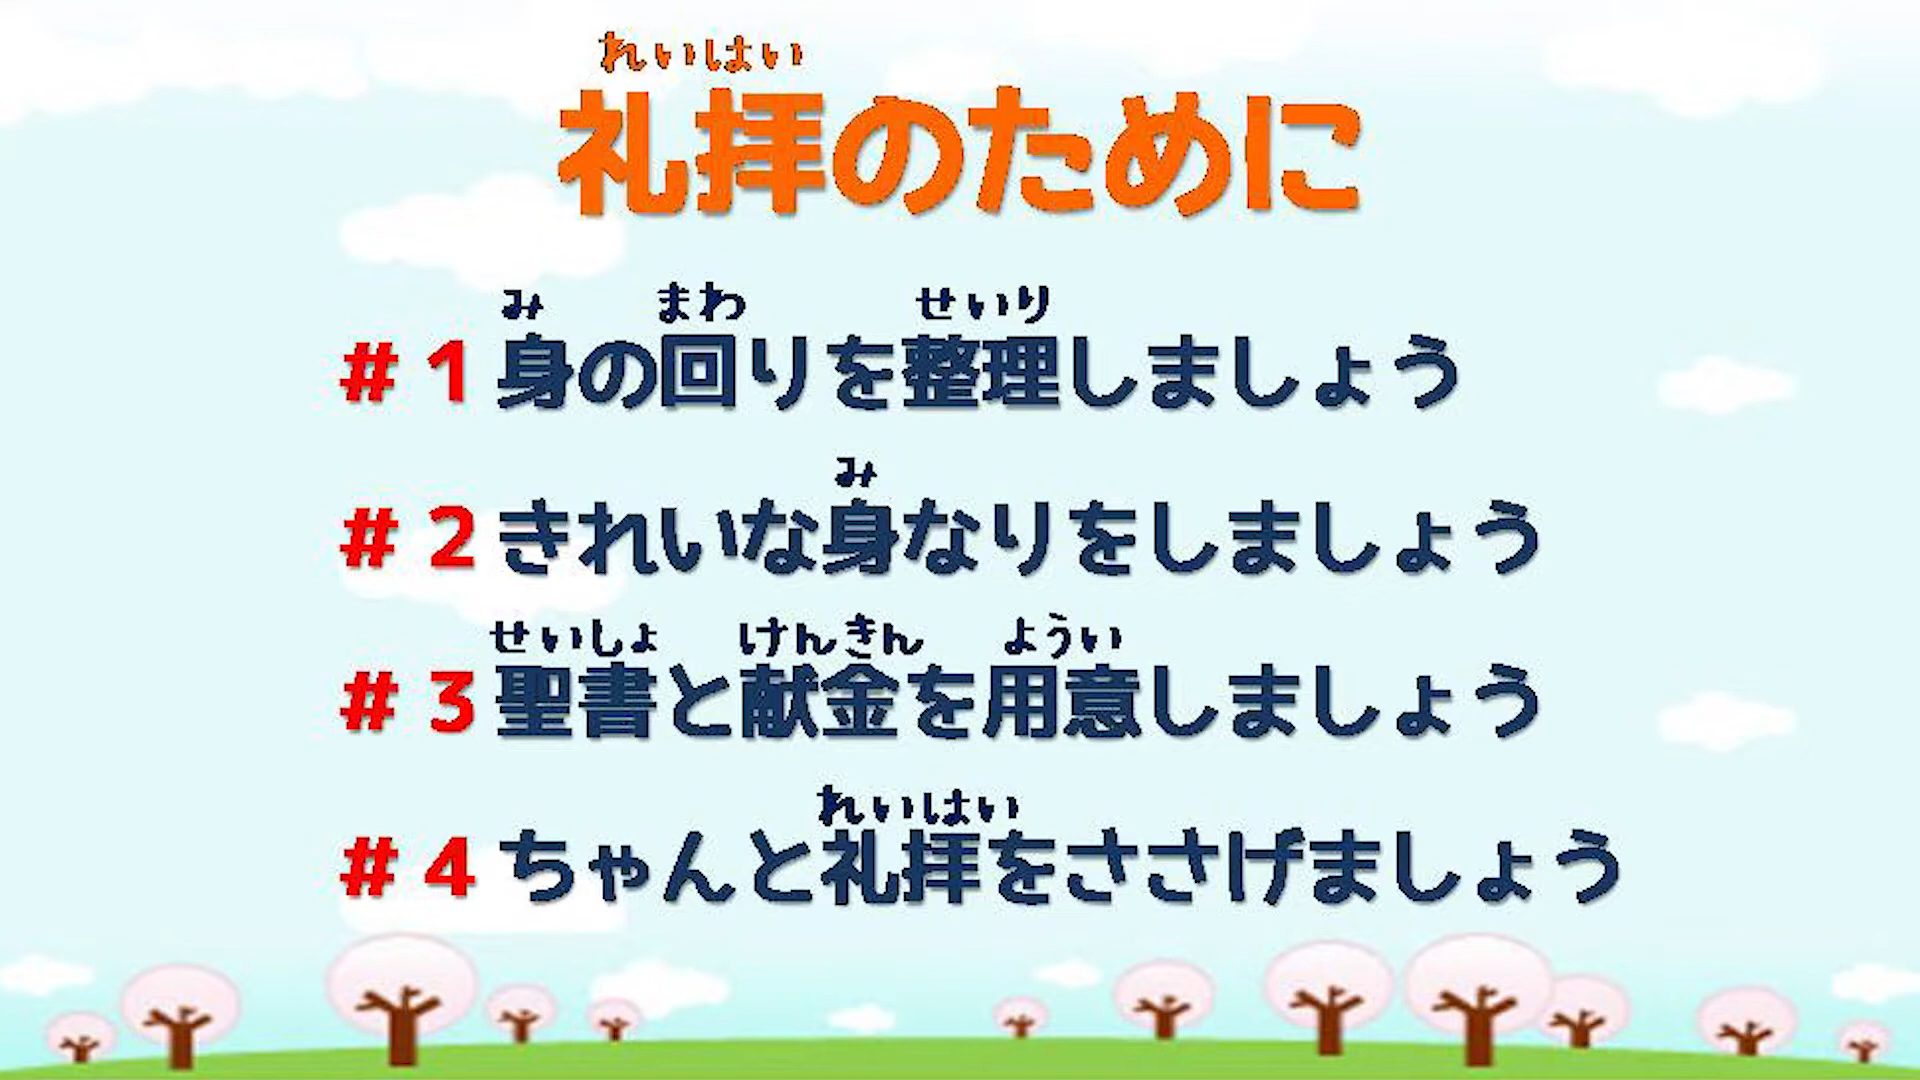 れいはい
礼拝のために
み まわ せいり
#１身の回りを整理しましょう
み
#２きれいな身なりをしましょう
せいしょ けんきん ようい
#３聖書と献金を用意しましょう
れいはい
#４ちゃんと礼拝をささげましょう